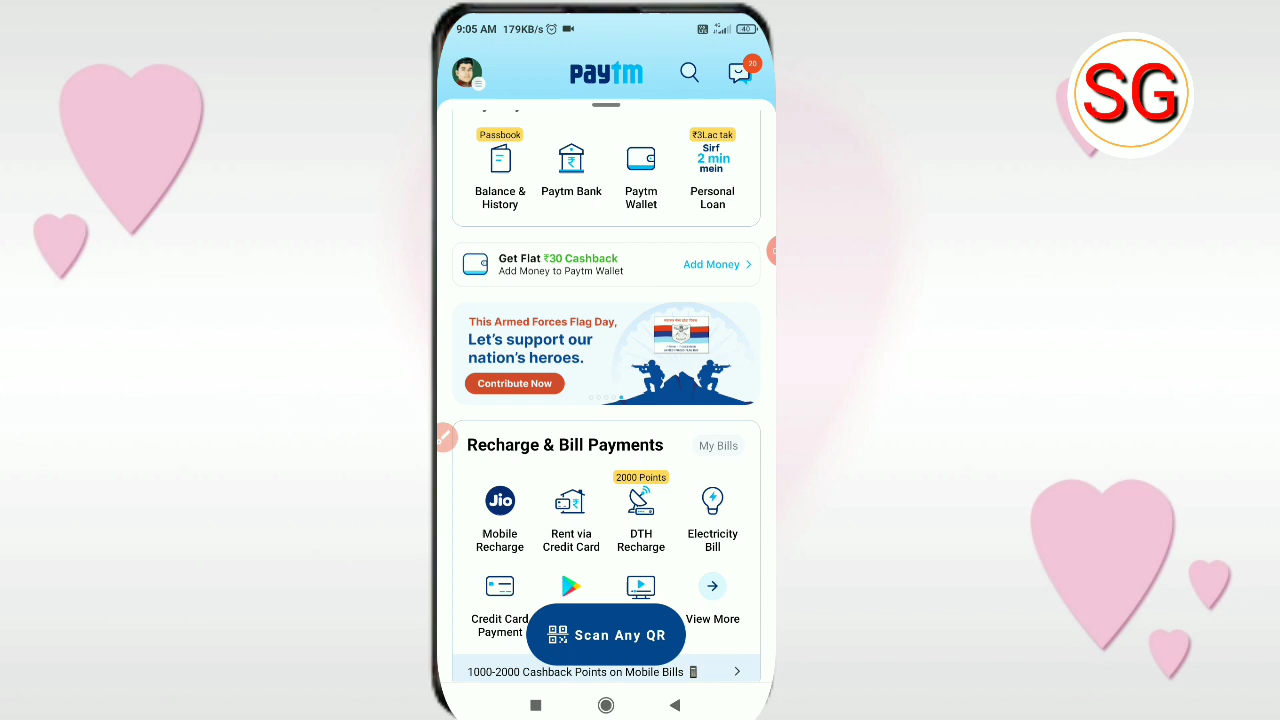 SG
9:05 AM 179KB/s
4G
40
paytm
20
Passbook
₹3Lac tak
Sirf
2 min
mein
Balance &
History
Paytm Bank
Paytm
Wallet
Personal
Loan
Get Flat ₹30 Cashback
Add Money to Paytm Wallet
Add Money
This Armed Forces Flag Day,
Let's support our
nation's heroes.
Contribute Now
Recharge & Bill Payments
My Bills
2000 Points
Jio
Mobile
Recharge
Rent via
Credit Card
DTH
Recharge
Electricity
Bill
Credit Card
Payment
View More
Scan Any QR
1000-2000 Cashback Points on Mobile Bills